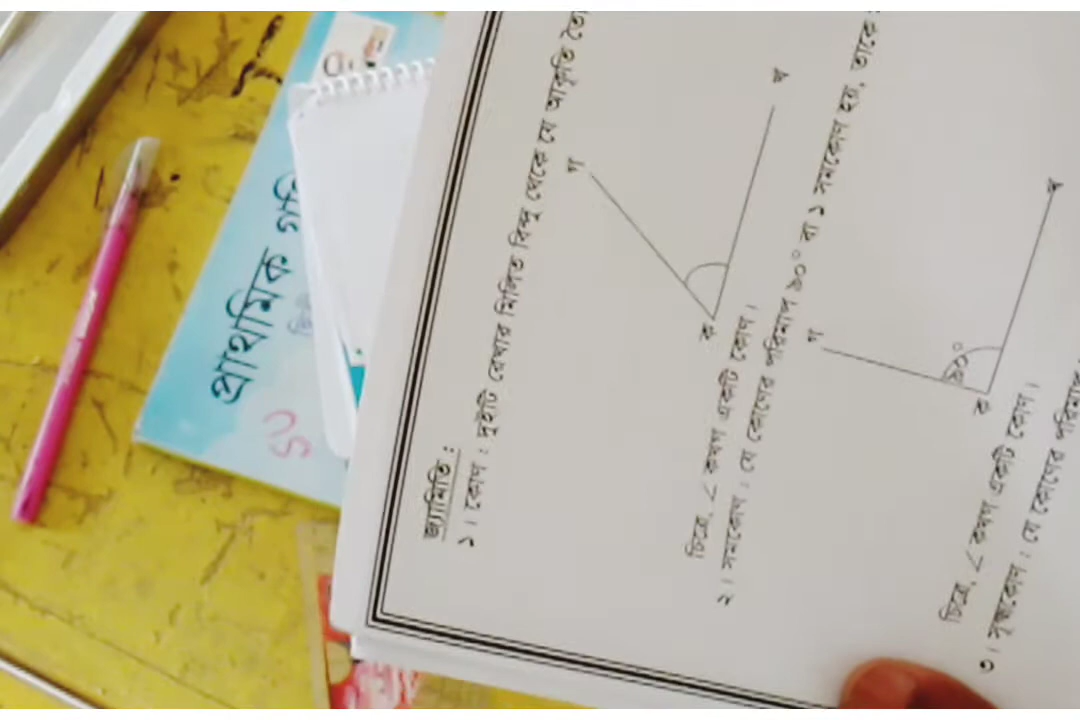 জ্যামিতি :
১। কোণ : দুইটি রেখার মিলিত বিন্দু থেকে যে আকৃতি তৈ
গ
ক
খ
চিত্রে, ∠ কখগ একটি কোণ।
২। সমকোণ : যে কোণের পরিমাণ ৯০° বা ১ সমকোণ হয়, তাকে
গ
৯০°
ক
খ
চিত্রে, ∠ কখগ একটি কোণ।
৩। সূক্ষ্মকোণ : যে কোণের পরিমাণ
প্রাথমিক গণি